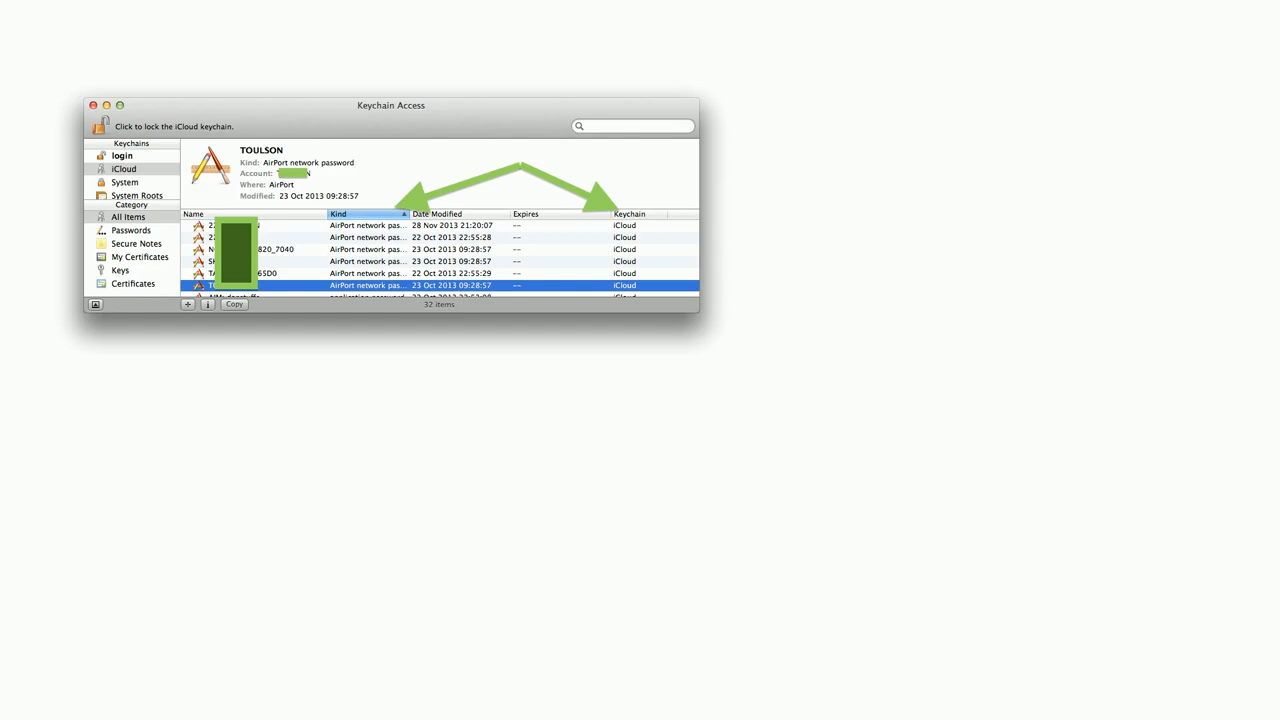 Keychain Access
Click to lock the iCloud keychain.
Keychains
login
iCloud
System
System Roots
Category
All Items
Passwords
Secure Notes
My Certificates
Keys
Certificates
TOULSON
Kind: AirPort network password
Account: N
Where: AirPort
Modified: 23 Oct 2013 09:28:57
Name Kind Date Modified Expires Keychain
AirPort network pas... 28 Nov 2013 21:20:07 -- iCloud
AirPort network pas... 22 Oct 2013 22:55:28 -- iCloud
820_7040 AirPort network pas... 23 Oct 2013 09:28:57 -- iCloud
AirPort network pas... 23 Oct 2013 09:28:57 -- iCloud
65D0 AirPort network pas... 22 Oct 2013 22:55:29 -- iCloud
AirPort network pas... 23 Oct 2013 09:28:57 -- iCloud
+ i Copy 32 items